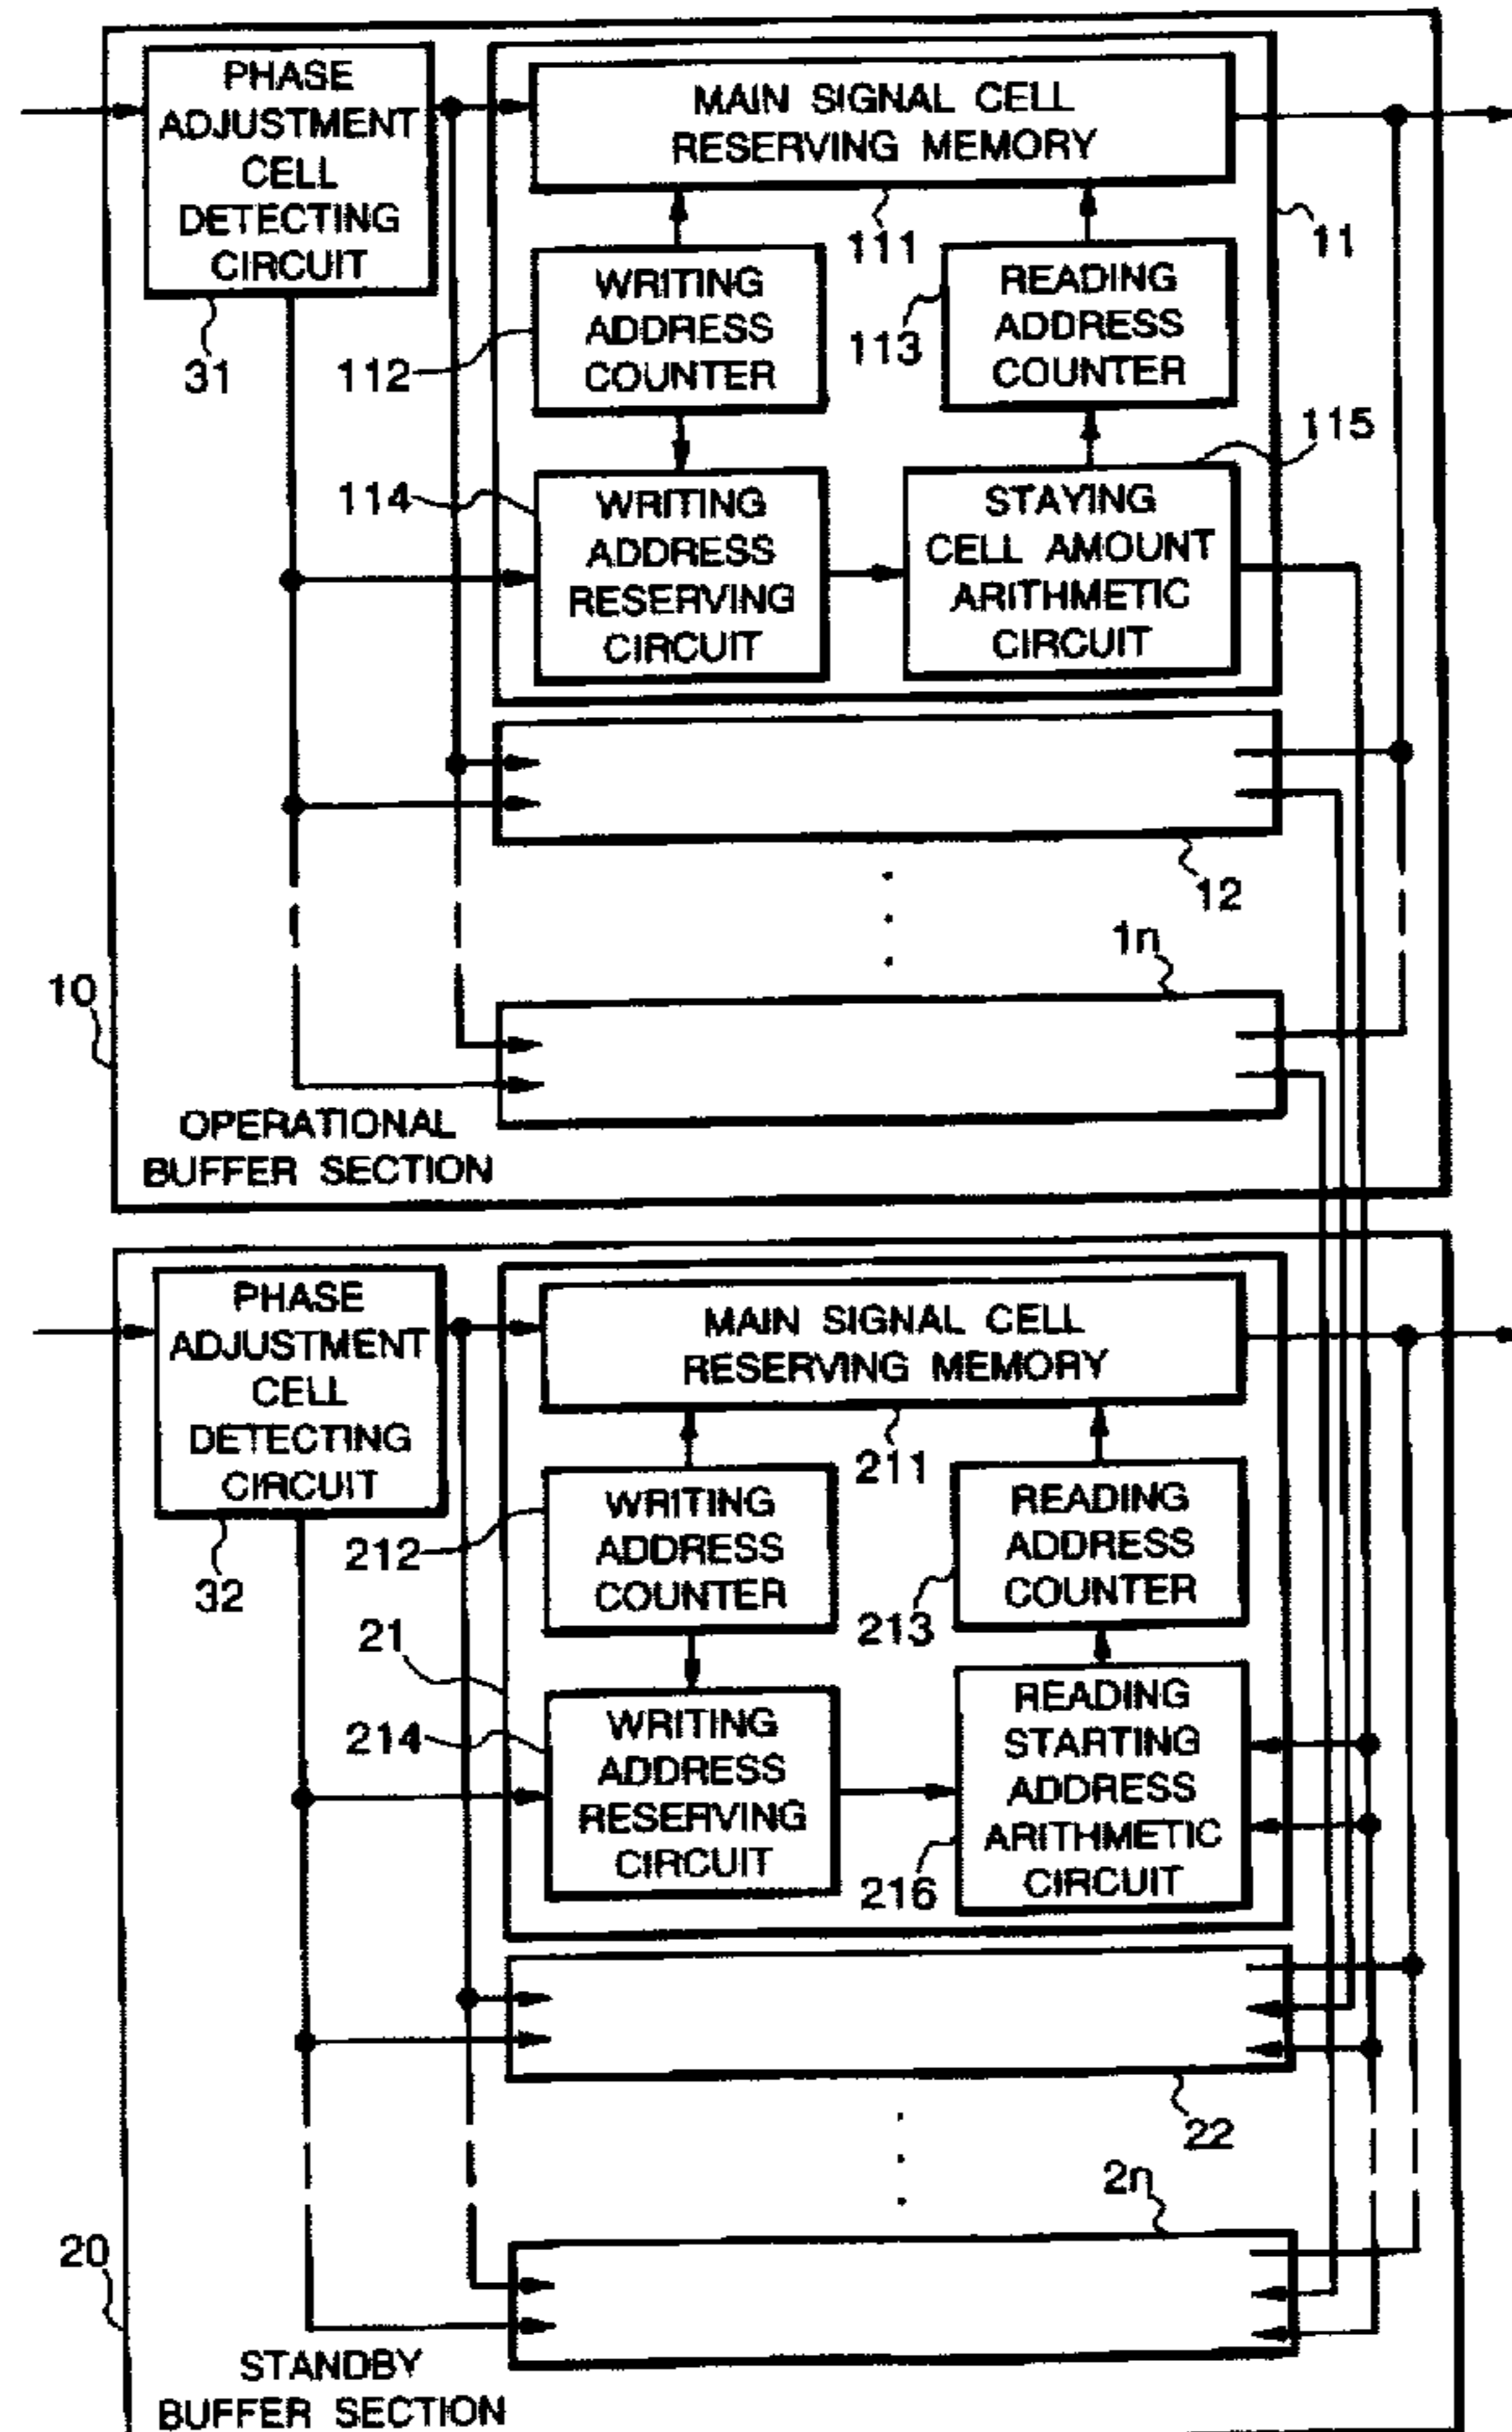 PHASE
ADJUSTMENT
CELL
DETECTING
CIRCUIT
31
MAIN SIGNAL CELL
RESERVING MEMORY
111
11
WRITING
ADDRESS
COUNTER
112
READING
ADDRESS
COUNTER
113
115
114
WRITING
ADDRESS
RESERVING
CIRCUIT
STAYING
CELL AMOUNT
ARITHMETIC
CIRCUIT
12
1n
10
OPERATIONAL
BUFFER SECTION
PHASE
ADJUSTMENT
CELL
DETECTING
CIRCUIT
32
MAIN SIGNAL CELL
RESERVING MEMORY
211
WRITING
ADDRESS
COUNTER
212
READING
ADDRESS
COUNTER
213
21
214
WRITING
ADDRESS
RESERVING
CIRCUIT
READING
STARTING
ADDRESS
ARITHMETIC
CIRCUIT
216
22
2n
20
STANDBY
BUFFER SECTION